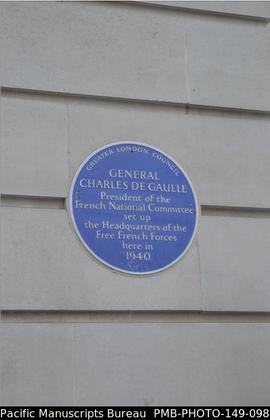 GREATER LONDON COUNCIL
GENERAL
CHARLES DE GAULLE
President of the
French National Committee
set up
the Headquarters of the
Free French Forces
here in
1940
Pacific Manuscripts Bureau PMB-PHOTO-149-098